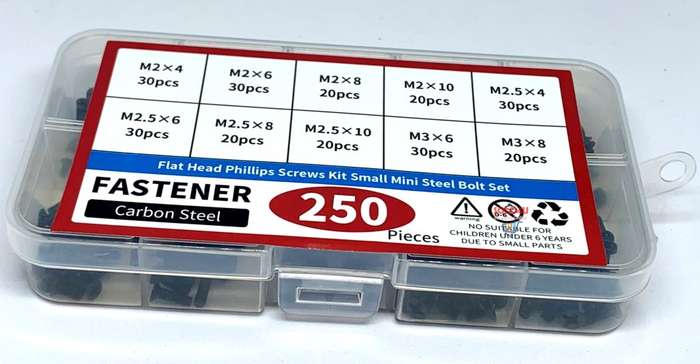 M2×4
30pcs
M2×6
30pcs
M2×8
20pcs
M2×10
20pcs
M2.5×4
30pcs
M2.5×6
30pcs
M2.5×8
20pcs
M2.5×10
20pcs
M3×6
30pcs
M3×8
20pcs
Flat Head Phillips Screws Kit Small Mini Steel Bolt Set
FASTENER
Carbon Steel
250
Pieces
warning
0-6
NO SUITABLE FOR
CHILDREN UNDER 6 YEARS
DUE TO SMALL PARTS